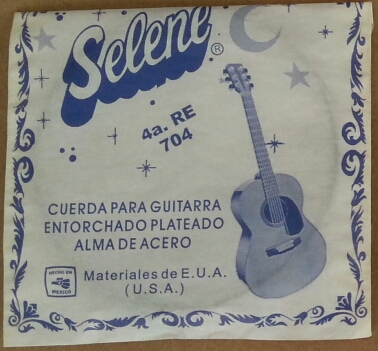 Selene ®
4a. RE
704
CUERDA PARA GUITARRA
ENTORCHADO PLATEADO
ALMA DE ACERO
HECHO EN
MEXICO
Materiales de E.U.A.
(U.S.A.)